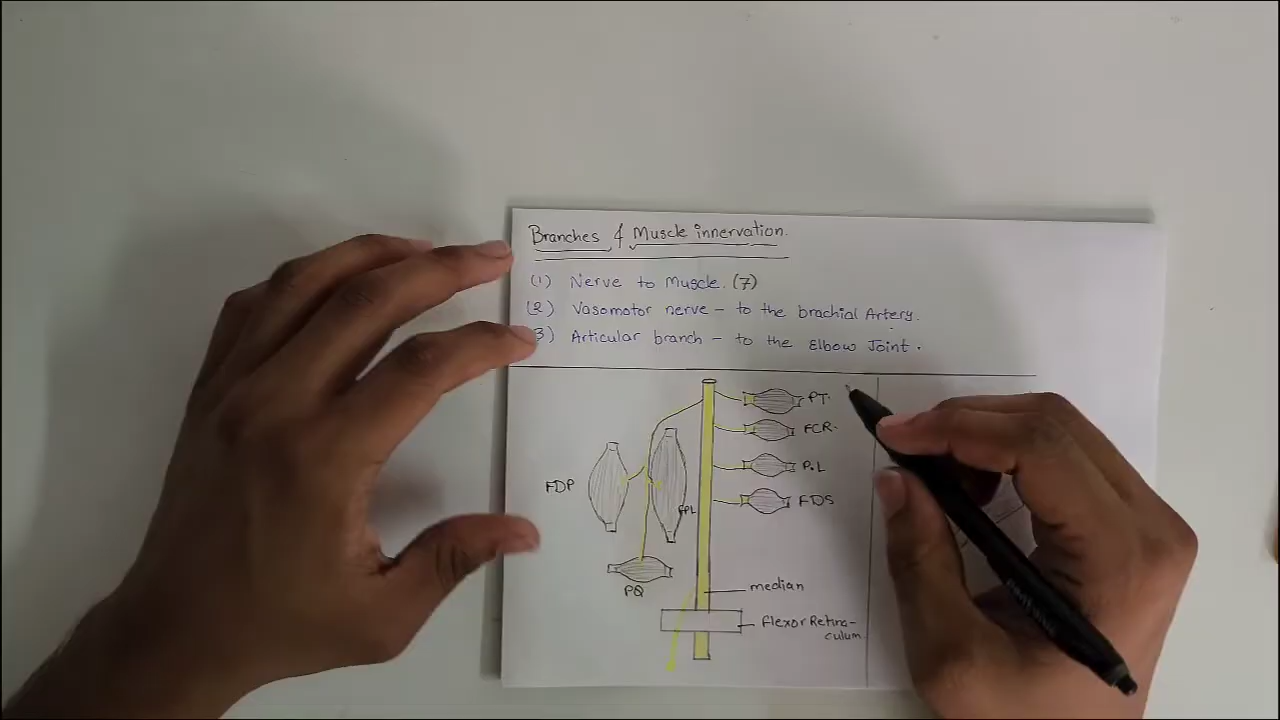 Branches & Muscle innervation.
(1) Nerve to Muscle. (7)
(2) Vasomotor nerve - to the brachial Artery.
3) Articular branch - to the Elbow Joint.
PT.
FCR.
P.L
FDS
FDP
FPL
PQ
median
flexor Retina-
culum